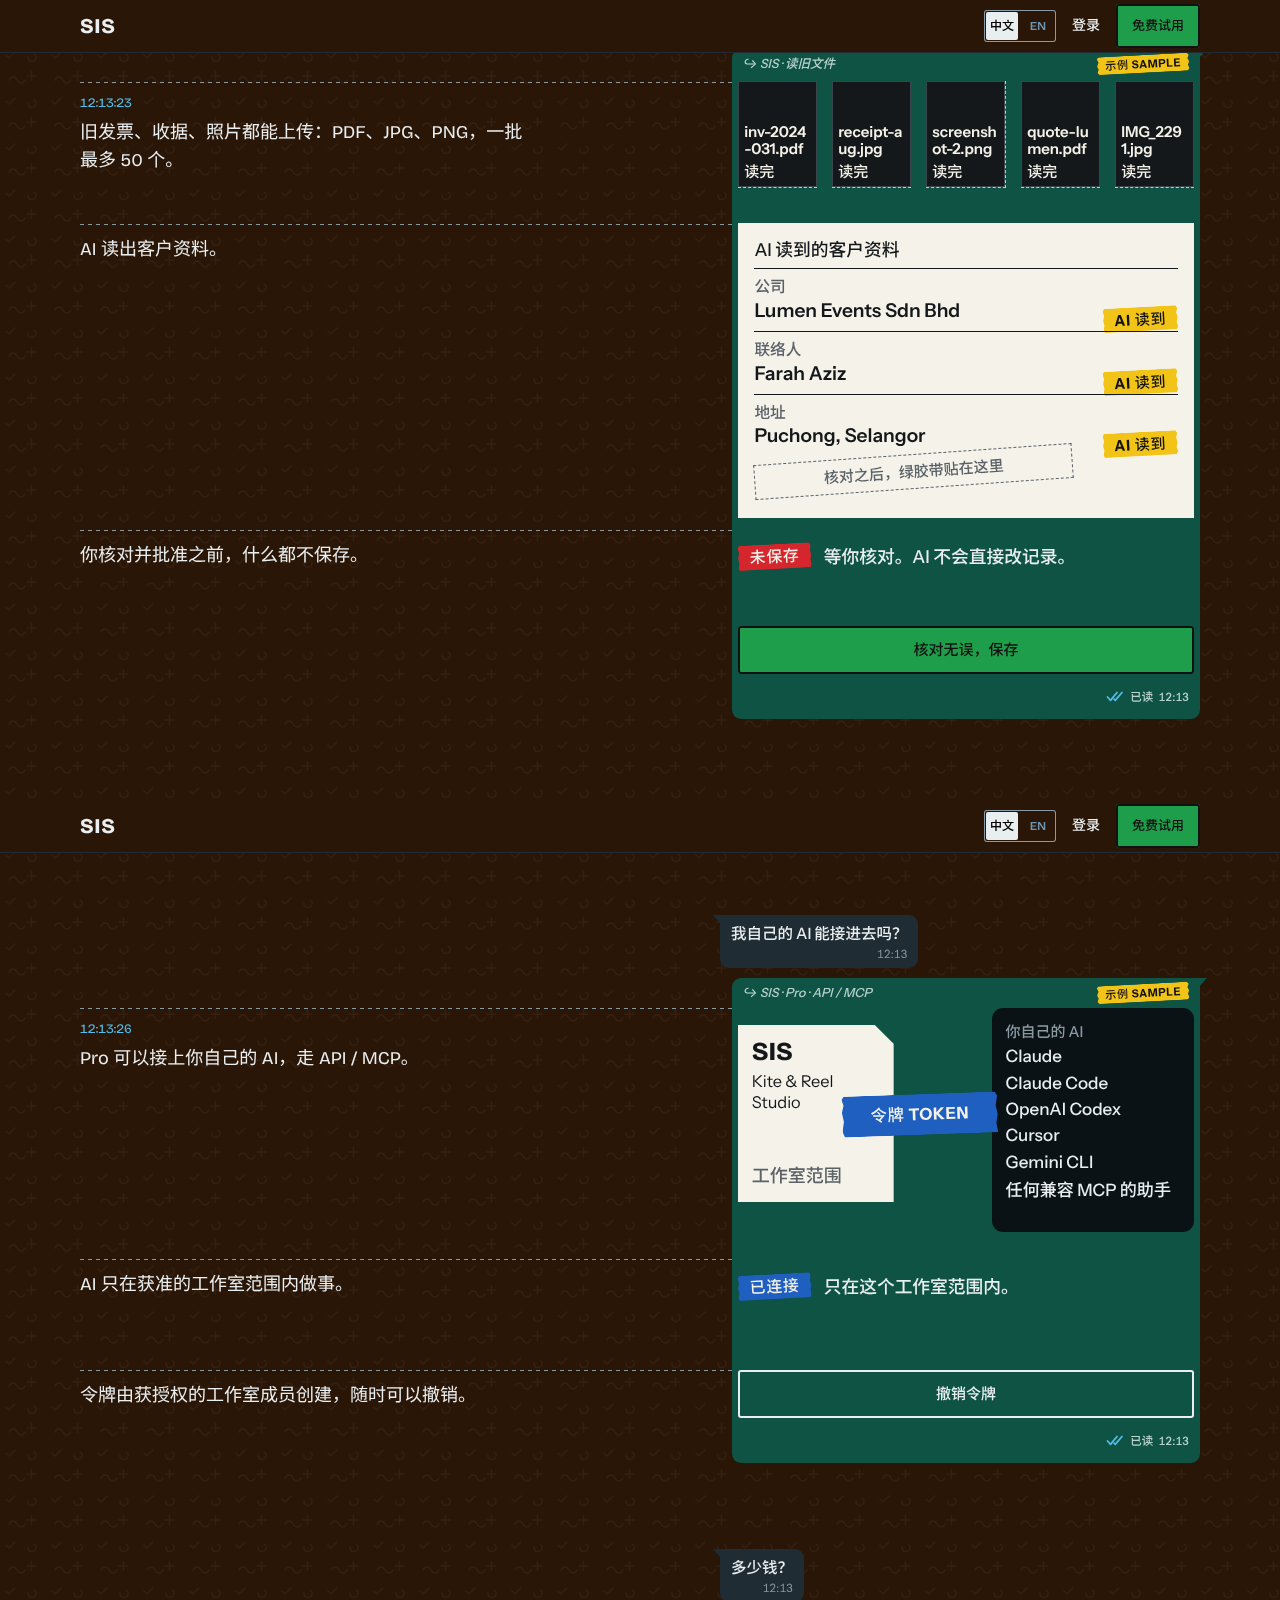 SIS
中文 EN 登录 免费试用
SIS · 读旧文件
示例 SAMPLE
12:13:23
旧发票、收据、照片都能上传：PDF、JPG、PNG，一批
最多 50 个。
inv-2024
-031.pdf
读完
receipt-a
ug.jpg
读完
screensh
ot-2.png
读完
quote-lu
men.pdf
读完
IMG_229
1.jpg
读完
AI 读出客户资料。
AI 读到的客户资料
公司
Lumen Events Sdn Bhd
AI 读到
联络人
Farah Aziz
AI 读到
地址
Puchong, Selangor
AI 读到
核对之后，绿胶带贴在这里
你核对并批准之前，什么都不保存。
未保存 等你核对。AI 不会直接改记录。
核对无误，保存
已读 12:13
SIS
中文 EN 登录 免费试用
我自己的 AI 能接进去吗？
12:13
SIS · Pro · API / MCP
示例 SAMPLE
12:13:26
Pro 可以接上你自己的 AI，走 API / MCP。
SIS
Kite & Reel
Studio
工作室范围
令牌 TOKEN
你自己的 AI
Claude
Claude Code
OpenAI Codex
Cursor
Gemini CLI
任何兼容 MCP 的助手
AI 只在获准的工作室范围内做事。
已连接 只在这个工作室范围内。
令牌由获授权的工作室成员创建，随时可以撤销。
撤销令牌
已读 12:13
多少钱？
12:13